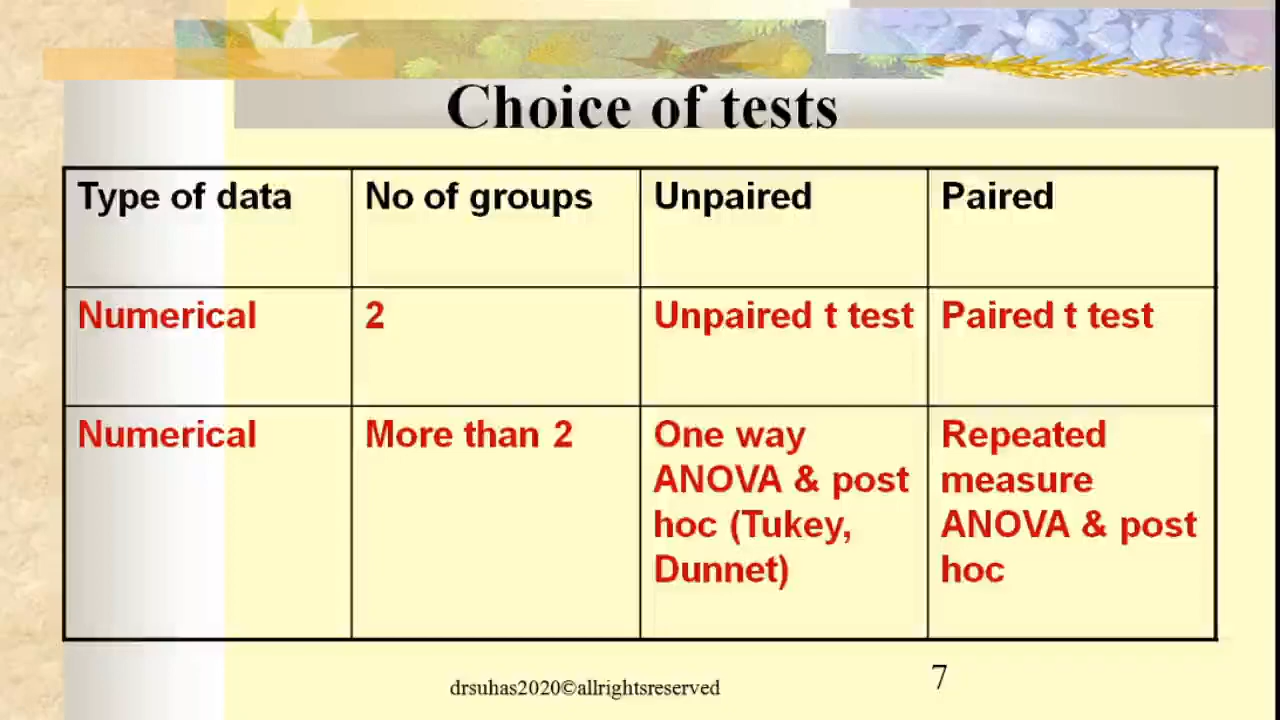 Choice of tests
Type of data
No of groups
Unpaired
Paired
Numerical
2
Unpaired t test
Paired t test
Numerical
More than 2
One way
ANOVA & post
hoc (Tukey,
Dunnet)
Repeated
measure
ANOVA & post
hoc
drsuhas2020©allrightsreserved
7